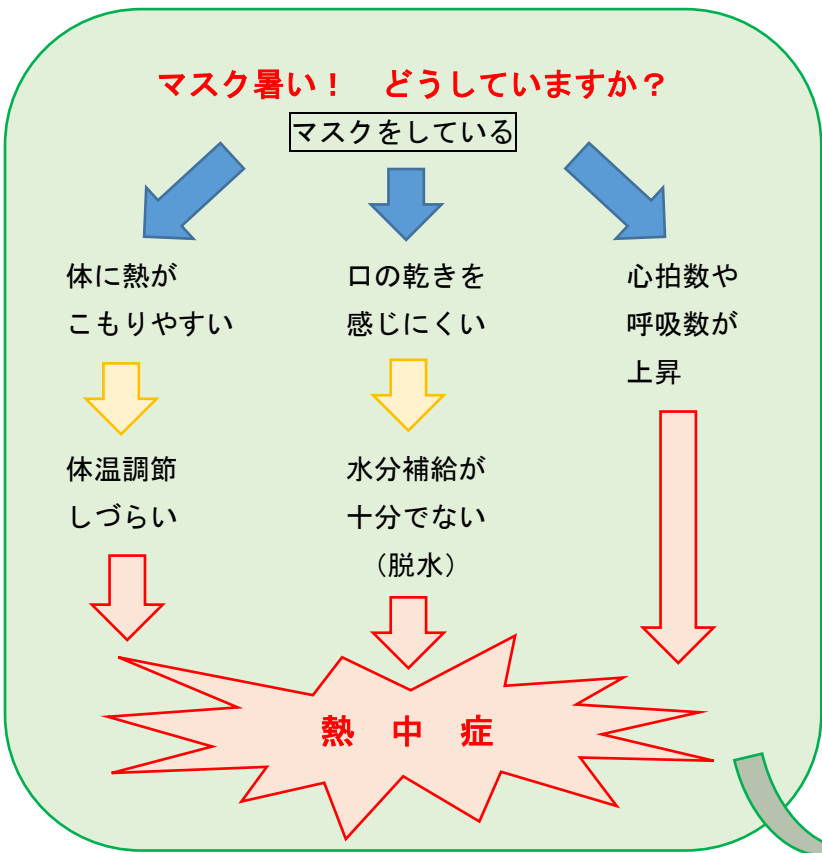 マスク暑い！　どうしていますか？
マスクをしている
体に熱が
こもりやすい
口の乾きを
感じにくい
心拍数や
呼吸数が
上昇
体温調節
しづらい
水分補給が
十分でない
（脱水）
熱　中　症